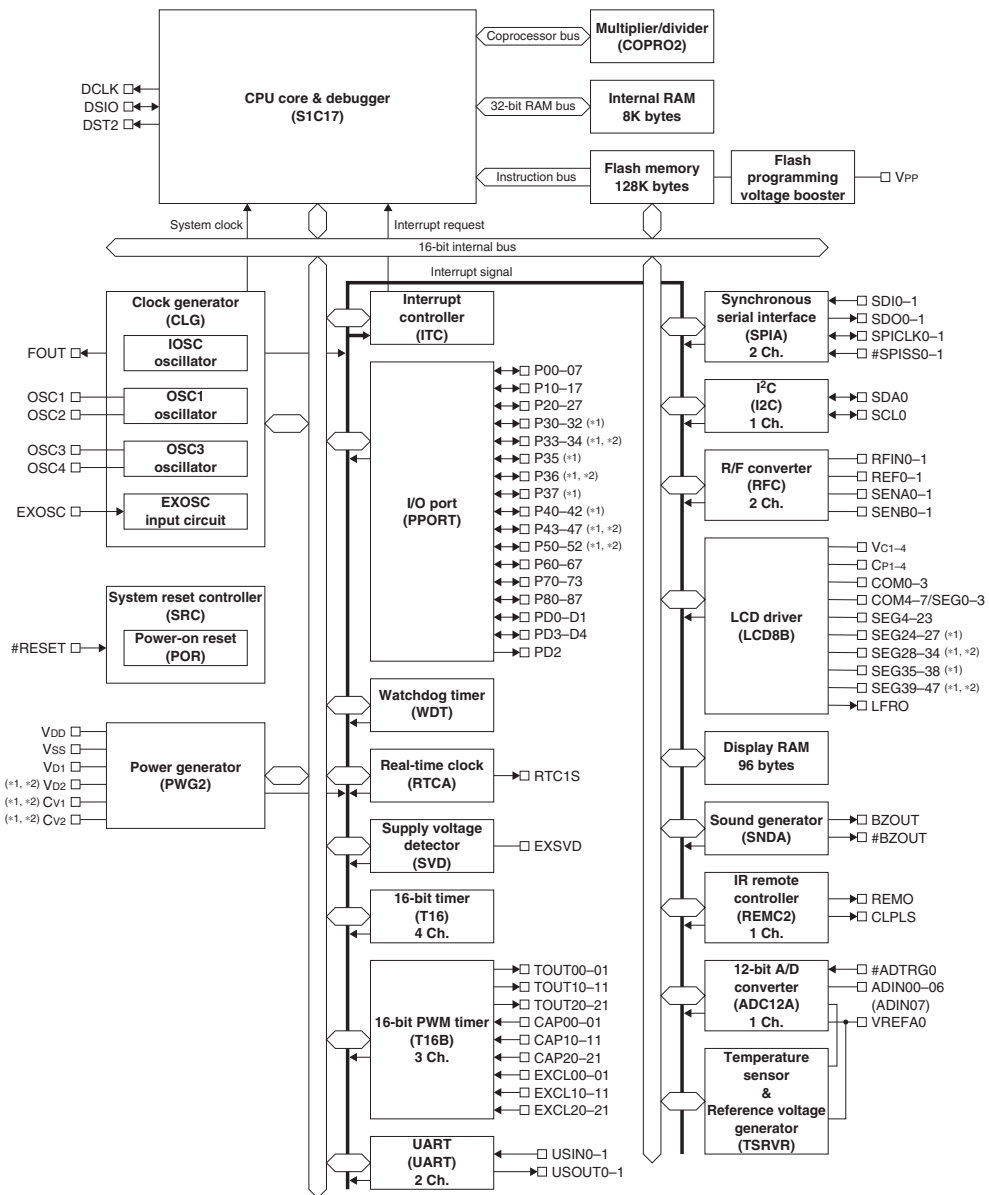 CPU core & debugger
(S1C17)
DCLK
DSIO
DST2
Coprocessor bus
Multiplier/divider
(COPRO2)
32-bit RAM bus
Internal RAM
8K bytes
Instruction bus
Flash memory
128K bytes
Flash
programming
voltage booster
VPP
System clock
Interrupt request
16-bit internal bus
Interrupt signal
Clock generator
(CLG)
IOSC
oscillator
OSC1
oscillator
OSC3
oscillator
EXOSC
input circuit
FOUT
OSC1
OSC2
OSC3
OSC4
EXOSC
System reset controller
(SRC)
Power-on reset
(POR)
#RESET
Power generator
(PWG2)
VDD
VSS
VD1
(*1, *2) VD2
(*1, *2) CV1
(*1, *2) CV2
Interrupt
controller
(ITC)
I/O port
(PPORT)
P00–07
P10–17
P20–27
P30–32 (*1)
P33–34 (*1, *2)
P35 (*1)
P36 (*1, *2)
P37 (*1)
P40–42 (*1)
P43–47 (*1, *2)
P50–52 (*1, *2)
P60–67
P70–73
P80–87
PD0–D1
PD3–D4
PD2
Watchdog timer
(WDT)
Real-time clock
(RTCA)
RTC1S
Supply voltage
detector
(SVD)
EXSVD
16-bit timer
(T16)
4 Ch.
16-bit PWM timer
(T16B)
3 Ch.
TOUT00–01
TOUT10–11
TOUT20–21
CAP00–01
CAP10–11
CAP20–21
EXCL00–01
EXCL10–11
EXCL20–21
UART
(UART)
2 Ch.
USIN0–1
USOUT0–1
Synchronous
serial interface
(SPIA)
2 Ch.
SDI0–1
SDO0–1
SPICLK0–1
#SPISS0–1
I2C
(I2C)
1 Ch.
SDA0
SCL0
R/F converter
(RFC)
2 Ch.
RFIN0–1
REF0–1
SENA0–1
SENB0–1
LCD driver
(LCD8B)
VC1–4
CP1–4
COM0–3
COM4–7/SEG0–3
SEG4–23
SEG24–27 (*1)
SEG28–34 (*1, *2)
SEG35–38 (*1)
SEG39–47 (*1, *2)
LFRO
Display RAM
96 bytes
Sound generator
(SNDA)
BZOUT
#BZOUT
IR remote
controller
(REMC2)
1 Ch.
REMO
CLPLS
12-bit A/D
converter
(ADC12A)
1 Ch.
#ADTRG0
ADIN00–06
(ADIN07)
VREFA0
Temperature
sensor
&
Reference voltage
generator
(TSRVR)